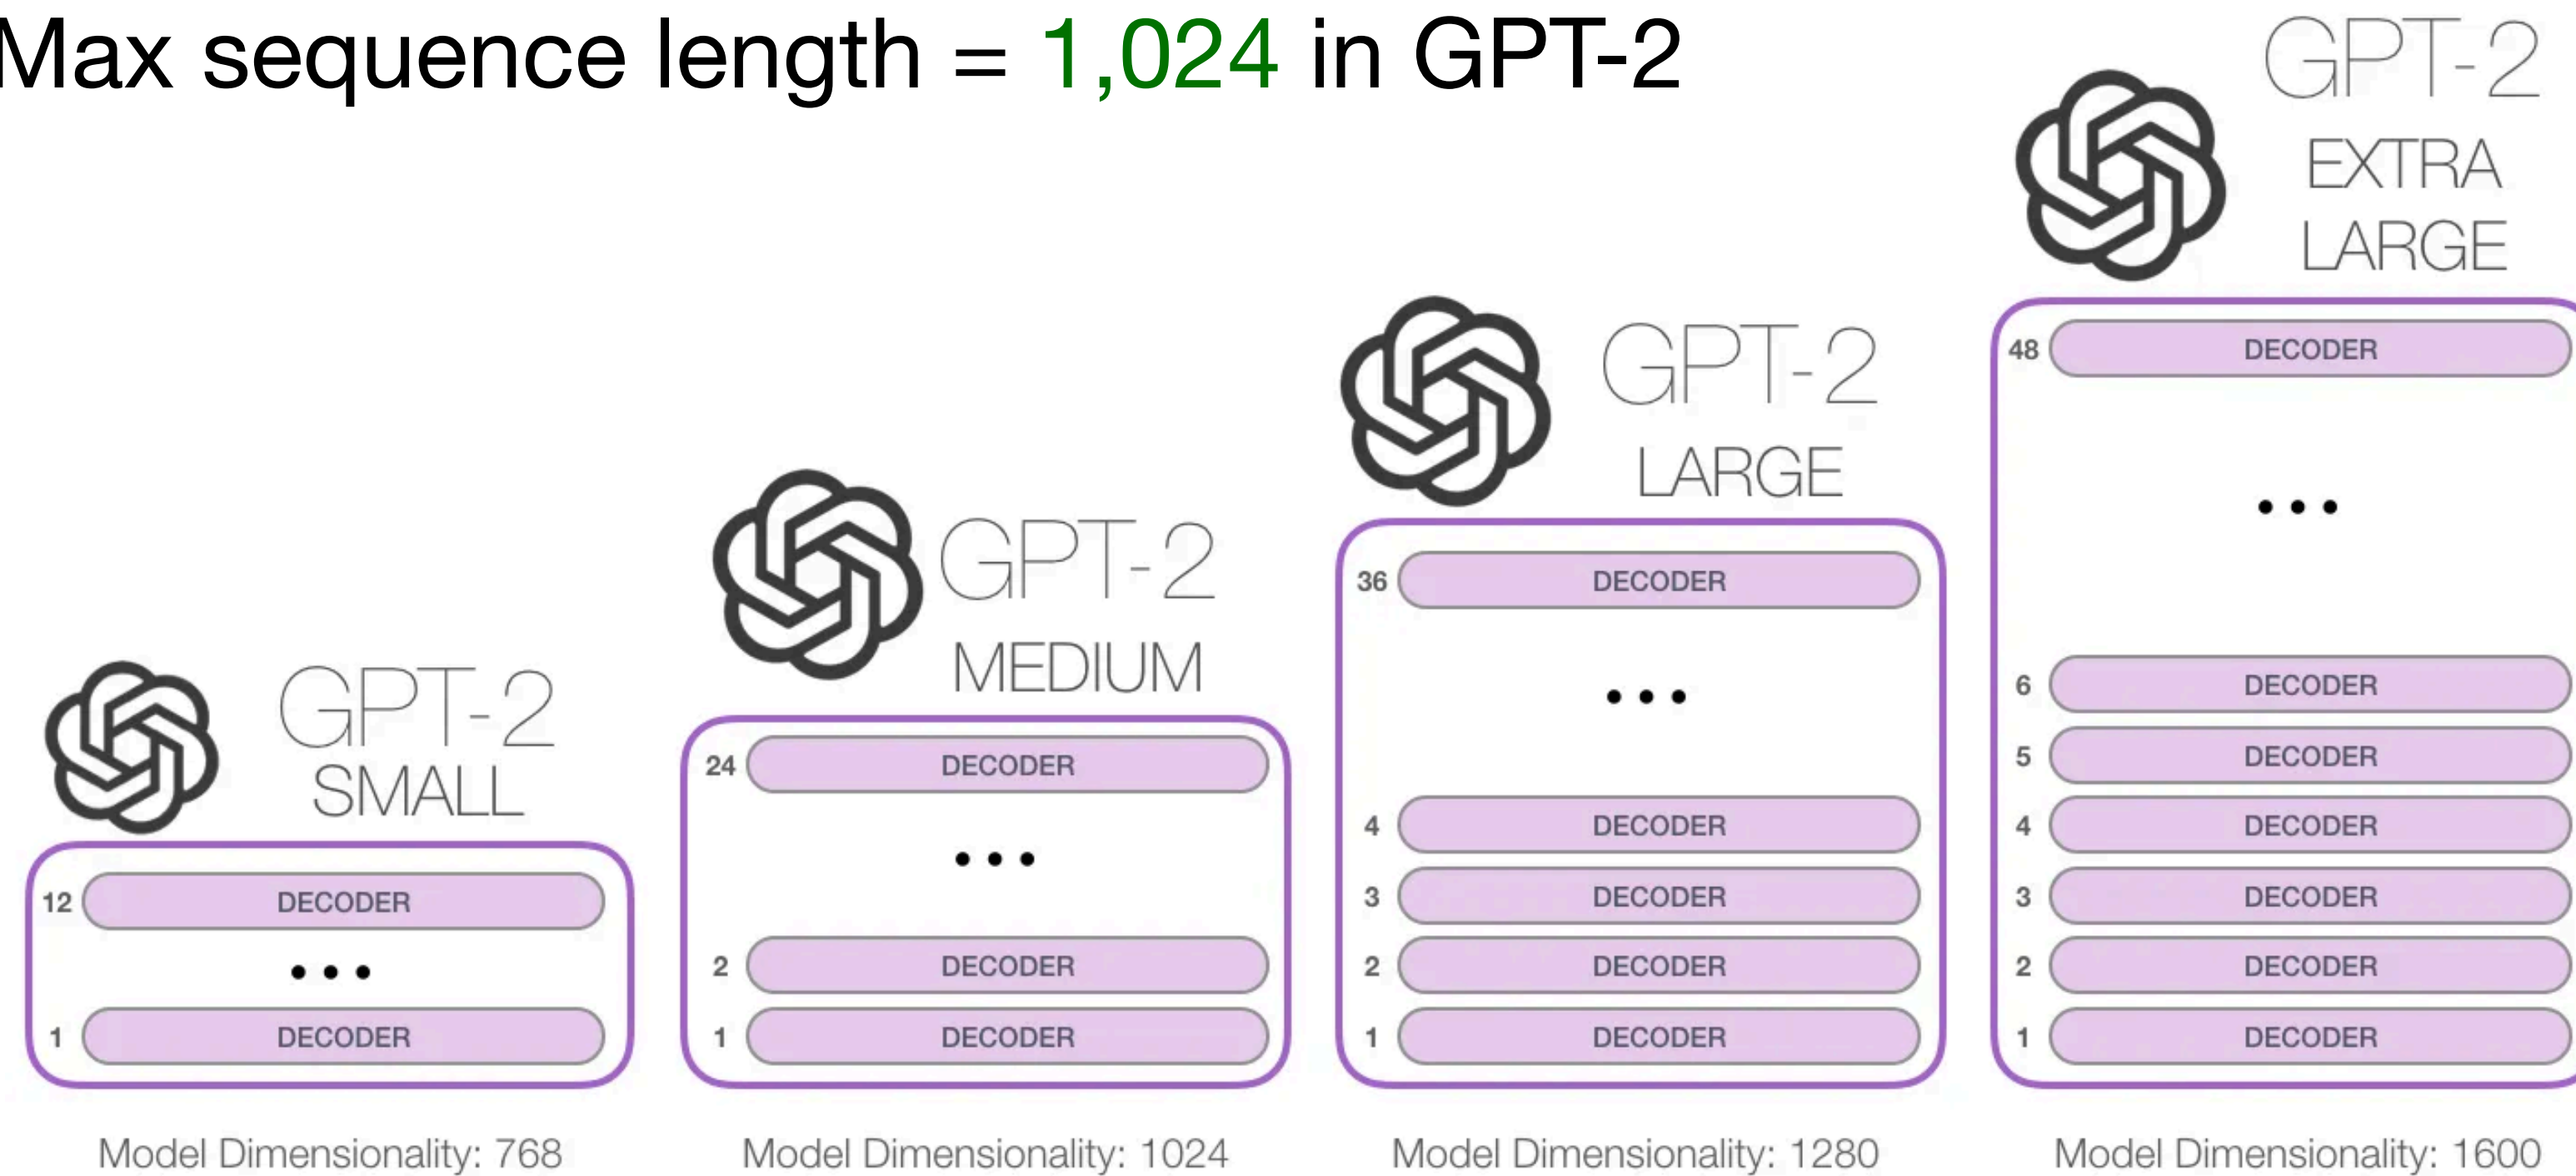 Max sequence length = 1,024 in GPT-2
GPT-2
SMALL
12 DECODER
...
1 DECODER
Model Dimensionality: 768
GPT-2
MEDIUM
24 DECODER
...
2 DECODER
1 DECODER
Model Dimensionality: 1024
GPT-2
LARGE
36 DECODER
...
4 DECODER
3 DECODER
2 DECODER
1 DECODER
Model Dimensionality: 1280
GPT-2
EXTRA
LARGE
48 DECODER
...
6 DECODER
5 DECODER
4 DECODER
3 DECODER
2 DECODER
1 DECODER
Model Dimensionality: 1600